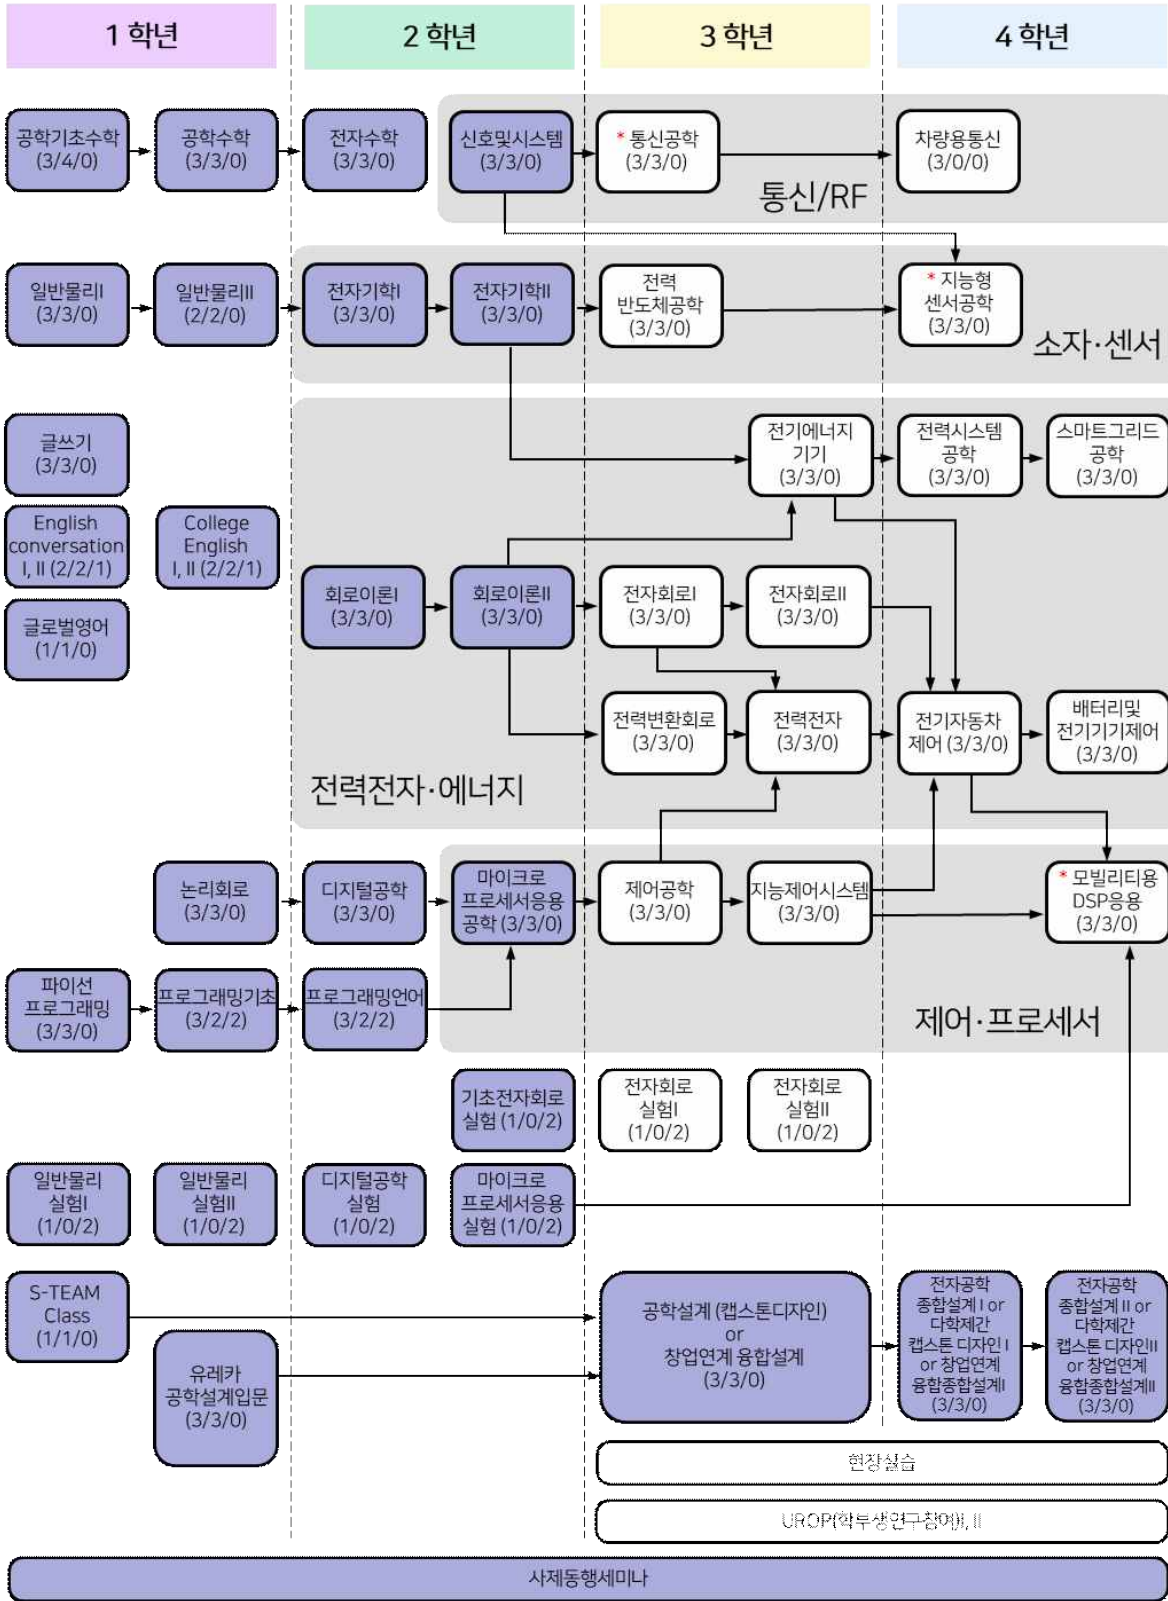 1 학년
2 학년
3 학년
4 학년
공학기초수학
(3/4/0)
공학수학
(3/3/0)
전자수학
(3/3/0)
신호및시스템
(3/3/0)
* 통신공학
(3/3/0)
차량용통신
(3/0/0)
통신/RF
일반물리I
(3/3/0)
일반물리II
(2/2/0)
전자기학I
(3/3/0)
전자기학II
(3/3/0)
전력
반도체공학
(3/3/0)
* 지능형
센서공학
(3/3/0)
소자·센서
글쓰기
(3/3/0)
전기에너지
기기
(3/3/0)
전력시스템
공학
(3/3/0)
스마트그리드
공학
(3/3/0)
English
conversation
I, II (2/2/1)
College
English
I, II (2/2/1)
회로이론I
(3/3/0)
회로이론II
(3/3/0)
전자회로I
(3/3/0)
전자회로II
(3/3/0)
글로벌영어
(1/1/0)
전력변환회로
(3/3/0)
전력전자
(3/3/0)
전기자동차
제어 (3/3/0)
배터리및
전기기기제어
(3/3/0)
전력전자·에너지
논리회로
(3/3/0)
디지털공학
(3/3/0)
마이크로
프로세서응용
공학 (3/3/0)
제어공학
(3/3/0)
지능제어시스템
(3/3/0)
* 모빌리티용
DSP응용
(3/3/0)
파이선
프로그래밍
(3/3/0)
프로그래밍기초
(3/2/2)
프로그래밍언어
(3/2/2)
제어·프로세서
기초전자회로
실험 (1/0/2)
전자회로
실험I
(1/0/2)
전자회로
실험II
(1/0/2)
일반물리
실험I
(1/0/2)
일반물리
실험II
(1/0/2)
디지털공학
실험
(1/0/2)
마이크로
프로세서응용
실험 (1/0/2)
S-TEAM
Class
(1/1/0)
유레카
공학설계입문
(3/3/0)
공학설계 (캡스톤디자인)
or
창업연계 융합설계
(3/3/0)
전자공학
종합설계 I or
다학제간
캡스톤 디자인 I
or 창업연계
융합종합설계I
(3/3/0)
전자공학
종합설계 II or
다학제간
캡스톤 디자인II
or 창업연계
융합종합설계II
(3/3/0)
현장실습
UROP(학부생연구참여)I, II
사제동행세미나